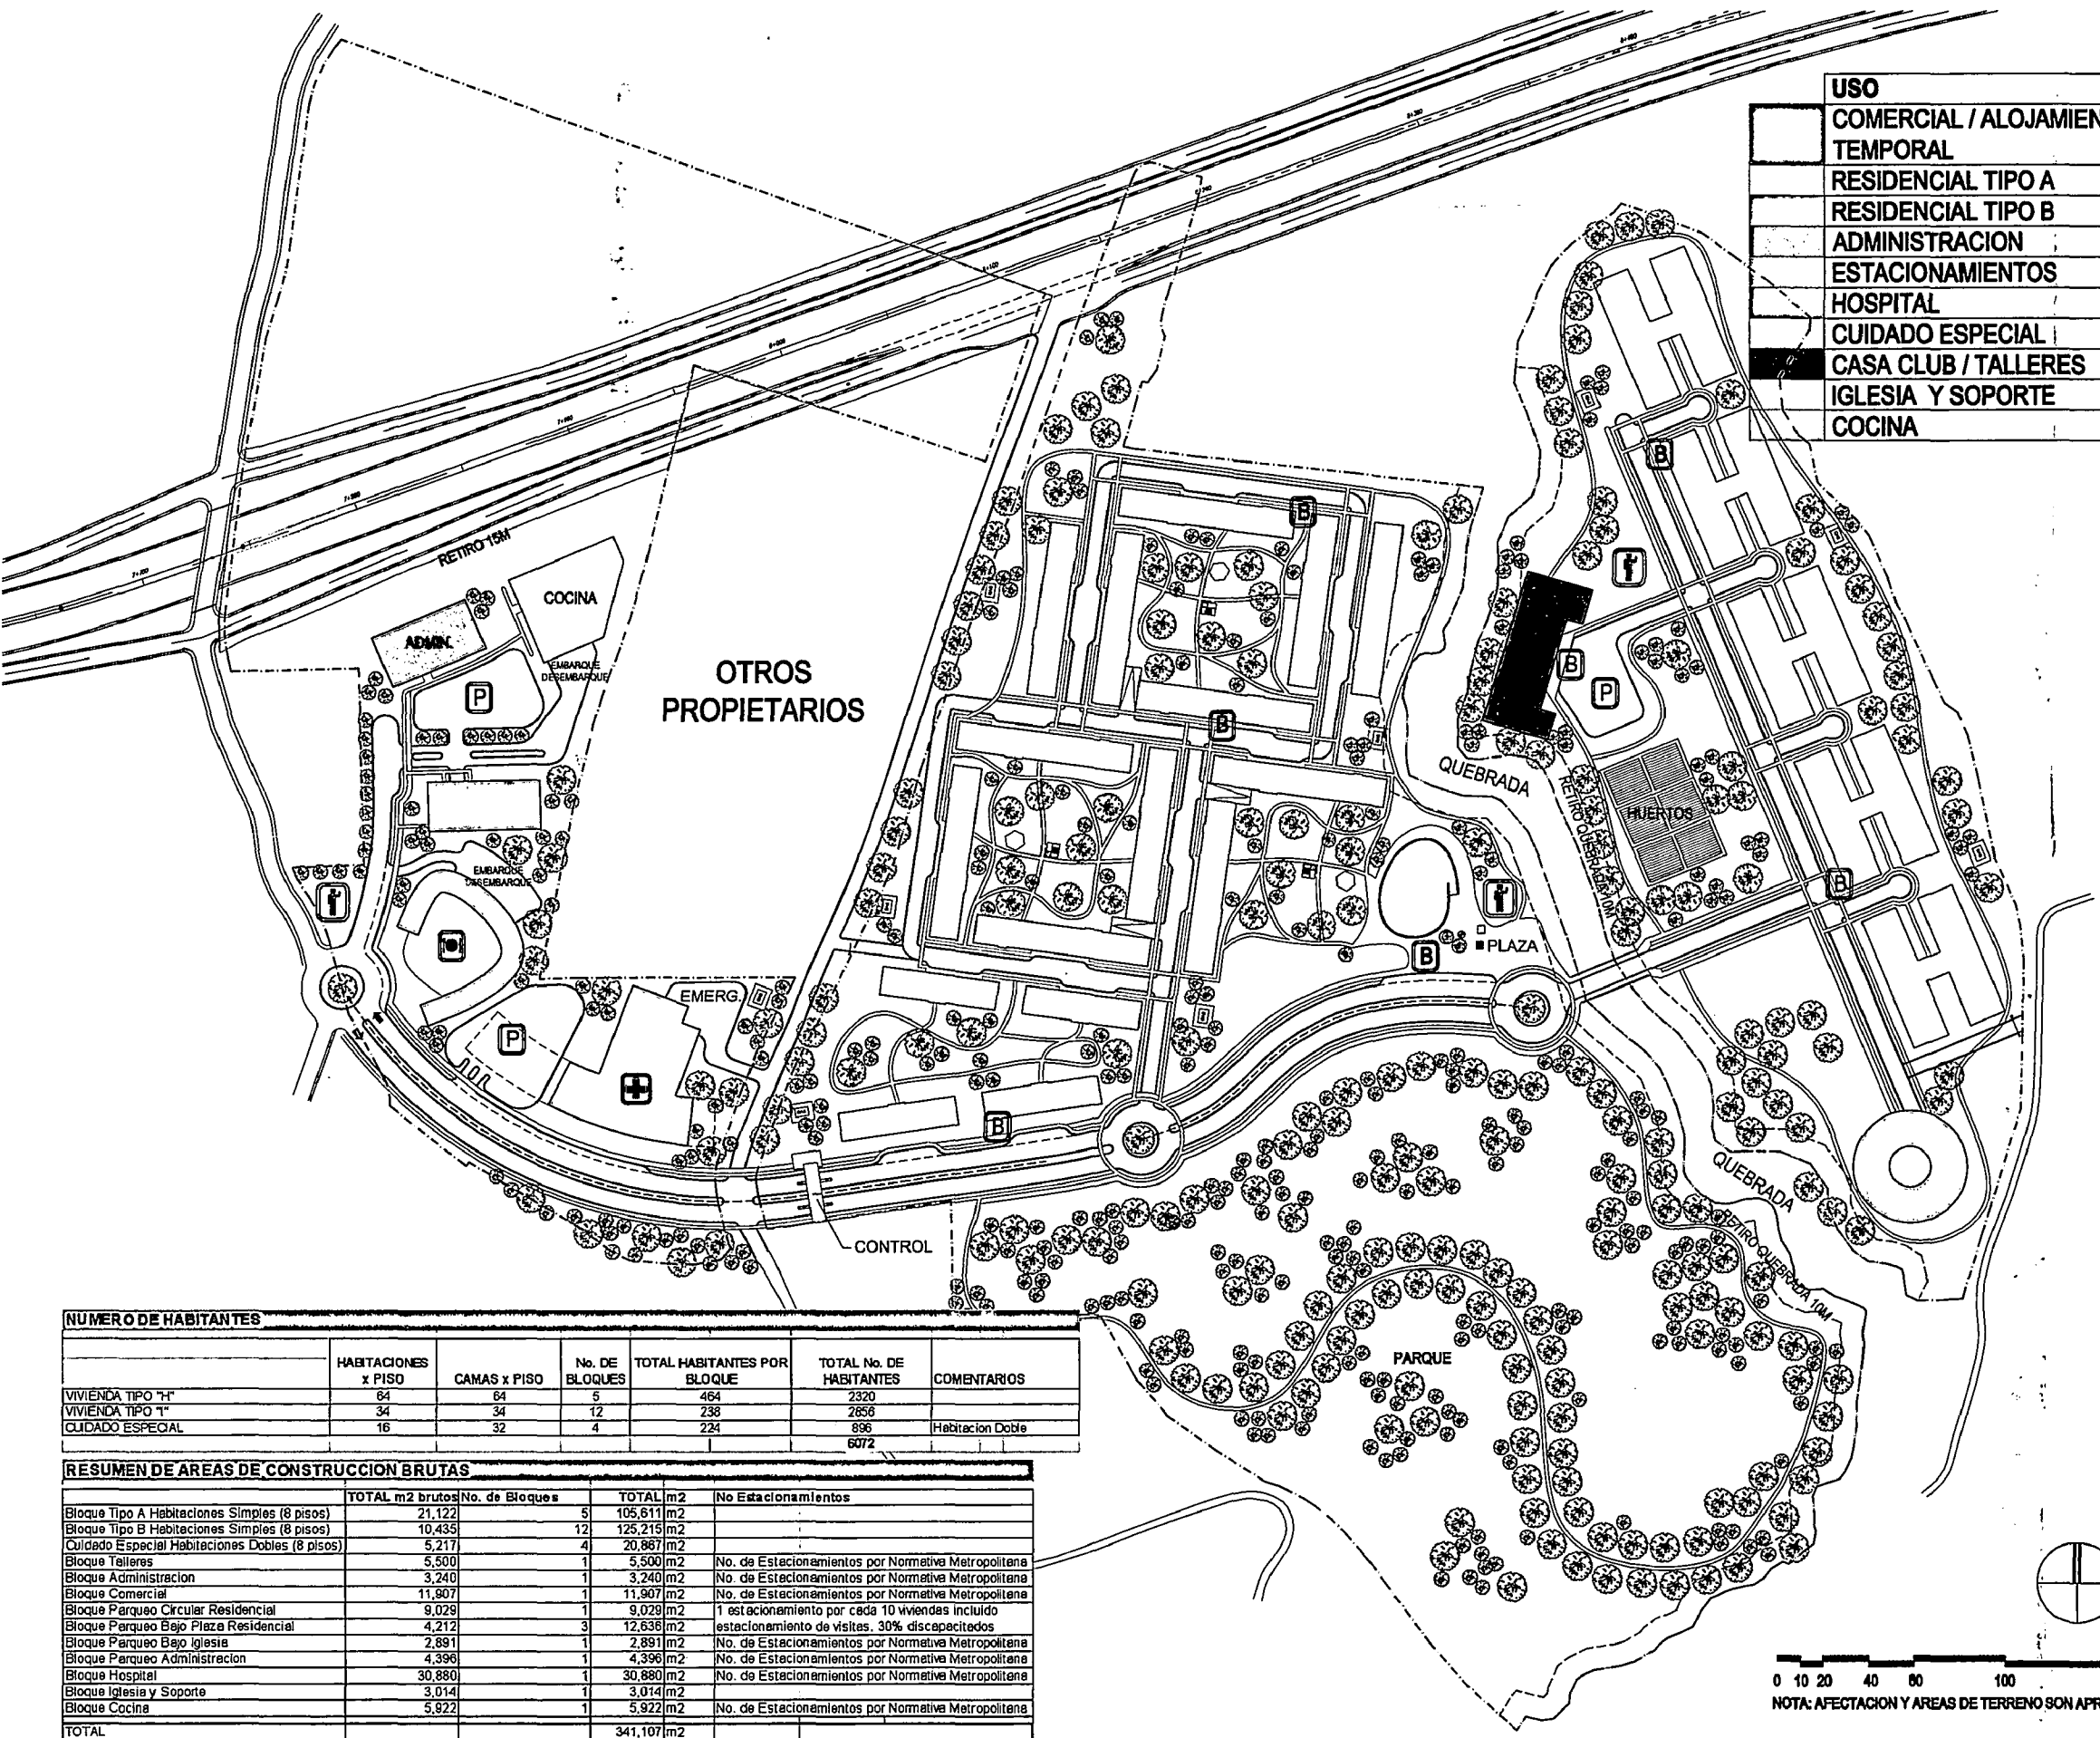 USO
COMERCIAL / ALOJAMIEN
TEMPORAL
RESIDENCIAL TIPO A
RESIDENCIAL TIPO B
ADMINISTRACION
ESTACIONAMIENTOS
HOSPITAL
CUIDADO ESPECIAL
CASA CLUB / TALLERES
IGLESIA Y SOPORTE
COCINA
RETIRO 15M
COCINA
ADMIN.
EMBARQUE
DESEMBARQUE
P
OTROS
PROPIETARIOS
B
B
B
B
P
QUEBRADA
RETIRO QUEBRADA 10M
HUERTOS
EMBARQUE
DESEMBARQUE
B
PLAZA
B
EMERG.
P
B
CONTROL
QUEBRADA
RETIRO QUEBRADA 10M
PARQUE
NUMERO DE HABITANTES
HABITACIONES x PISO CAMAS x PISO No. DE BLOQUES TOTAL HABITANTES POR BLOQUE TOTAL No. DE HABITANTES COMENTARIOS
VIVIENDA TIPO "H" 64 64 5 464 2320
VIVIENDA TIPO "I" 34 34 12 238 2856
CUIDADO ESPECIAL 16 32 4 224 896 Habitacion Doble
6072
RESUMEN DE AREAS DE CONSTRUCCION BRUTAS
TOTAL m2 brutos No. de Bloques TOTAL m2 No Estacionamientos
Bloque Tipo A Habitaciones Simples (8 pisos) 21,122 5 105,611 m2
Bloque Tipo B Habitaciones Simples (8 pisos) 10,435 12 125,215 m2
Cuidado Especial Habitaciones Dobles (8 pisos) 5,217 4 20,867 m2
Bloque Talleres 5,500 1 5,500 m2 No. de Estacionamientos por Normativa Metropolitana
Bloque Administracion 3,240 1 3,240 m2 No. de Estacionamientos por Normativa Metropolitana
Bloque Comercial 11,907 1 11,907 m2 No. de Estacionamientos por Normativa Metropolitana
Bloque Parqueo Circular Residencial 9,029 1 9,029 m2 1 estacionamiento por cada 10 viviendas incluido
Bloque Parqueo Bajo Plaza Residencial 4,212 3 12,636 m2 estacionamiento de visitas, 30% discapacitados
Bloque Parqueo Bajo Iglesia 2,891 1 2,891 m2 No. de Estacionamientos por Normativa Metropolitana
Bloque Parqueo Administracion 4,396 1 4,396 m2 No. de Estacionamientos por Normativa Metropolitana
Bloque Hospital 30,880 1 30,880 m2 No. de Estacionamientos por Normativa Metropolitana
Bloque Iglesia y Soporte 3,014 1 3,014 m2
Bloque Cocina 5,922 1 5,922 m2 No. de Estacionamientos por Normativa Metropolitana
TOTAL 341,107 m2
0 10 20 40 60 100
NOTA: AFECTACION Y AREAS DE TERRENO SON APR